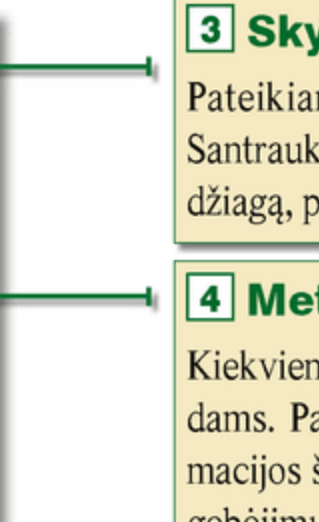 3 Sky
Pateikian
Santrauk
džiagą, p
4 Met
Kiekvien
dams. Pa
macijos š